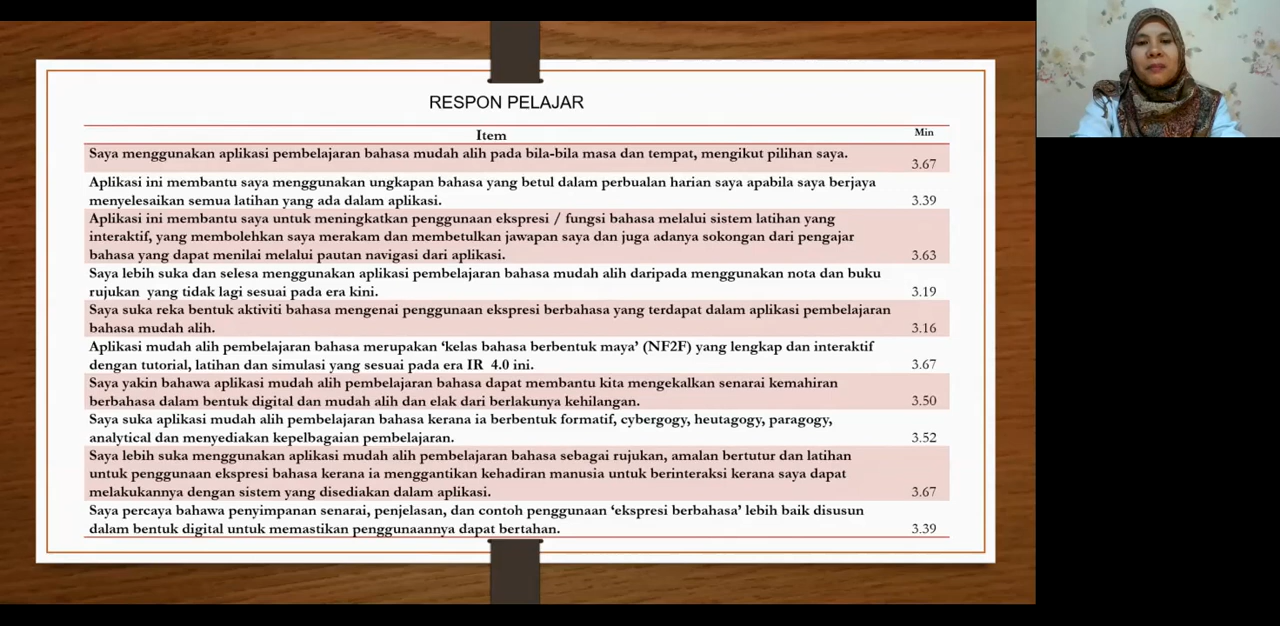 RESPON PELAJAR
Item Min
Saya menggunakan aplikasi pembelajaran bahasa mudah alih pada bila-bila masa dan tempat, mengikut pilihan saya.
3.67
Aplikasi ini membantu saya menggunakan ungkapan bahasa yang betul dalam perbualan harian saya apabila saya berjaya
menyelesaikan semua latihan yang ada dalam aplikasi. 3.39
Aplikasi ini membantu saya untuk meningkatkan penggunaan ekspresi / fungsi bahasa melalui sistem latihan yang
interaktif, yang membolehkan saya merakam dan membetulkan jawapan saya dan juga adanya sokongan dari pengajar
bahasa yang dapat menilai melalui pautan navigasi dari aplikasi. 3.63
Saya lebih suka dan selesa menggunakan aplikasi pembelajaran bahasa mudah alih daripada menggunakan nota dan buku
rujukan yang tidak lagi sesuai pada era kini. 3.19
Saya suka reka bentuk aktiviti bahasa mengenai penggunaan ekspresi berbahasa yang terdapat dalam aplikasi pembelajaran
bahasa mudah alih. 3.16
Aplikasi mudah alih pembelajaran bahasa merupakan ‘kelas bahasa berbentuk maya’ (NF2F) yang lengkap dan interaktif
dengan tutorial, latihan dan simulasi yang sesuai pada era IR 4.0 ini. 3.67
Saya yakin bahawa aplikasi mudah alih pembelajaran bahasa dapat membantu kita mengekalkan senarai kemahiran
berbahasa dalam bentuk digital dan mudah alih dan elak dari berlakunya kehilangan. 3.50
Saya suka aplikasi mudah alih pembelajaran bahasa kerana ia berbentuk formatif, cybergogy, heutagogy, paragogy,
analytical dan menyediakan kepelbagaian pembelajaran. 3.52
Saya lebih suka menggunakan aplikasi mudah alih pembelajaran bahasa sebagai rujukan, amalan bertutur dan latihan
untuk penggunaan ekspresi bahasa kerana ia menggantikan kehadiran manusia untuk berinteraksi kerana saya dapat
melakukannya dengan sistem yang disediakan dalam aplikasi. 3.67
Saya percaya bahawa penyimpanan senarai, penjelasan, dan contoh penggunaan ‘ekspresi berbahasa’ lebih baik disusun
dalam bentuk digital untuk memastikan penggunaannya dapat bertahan. 3.39